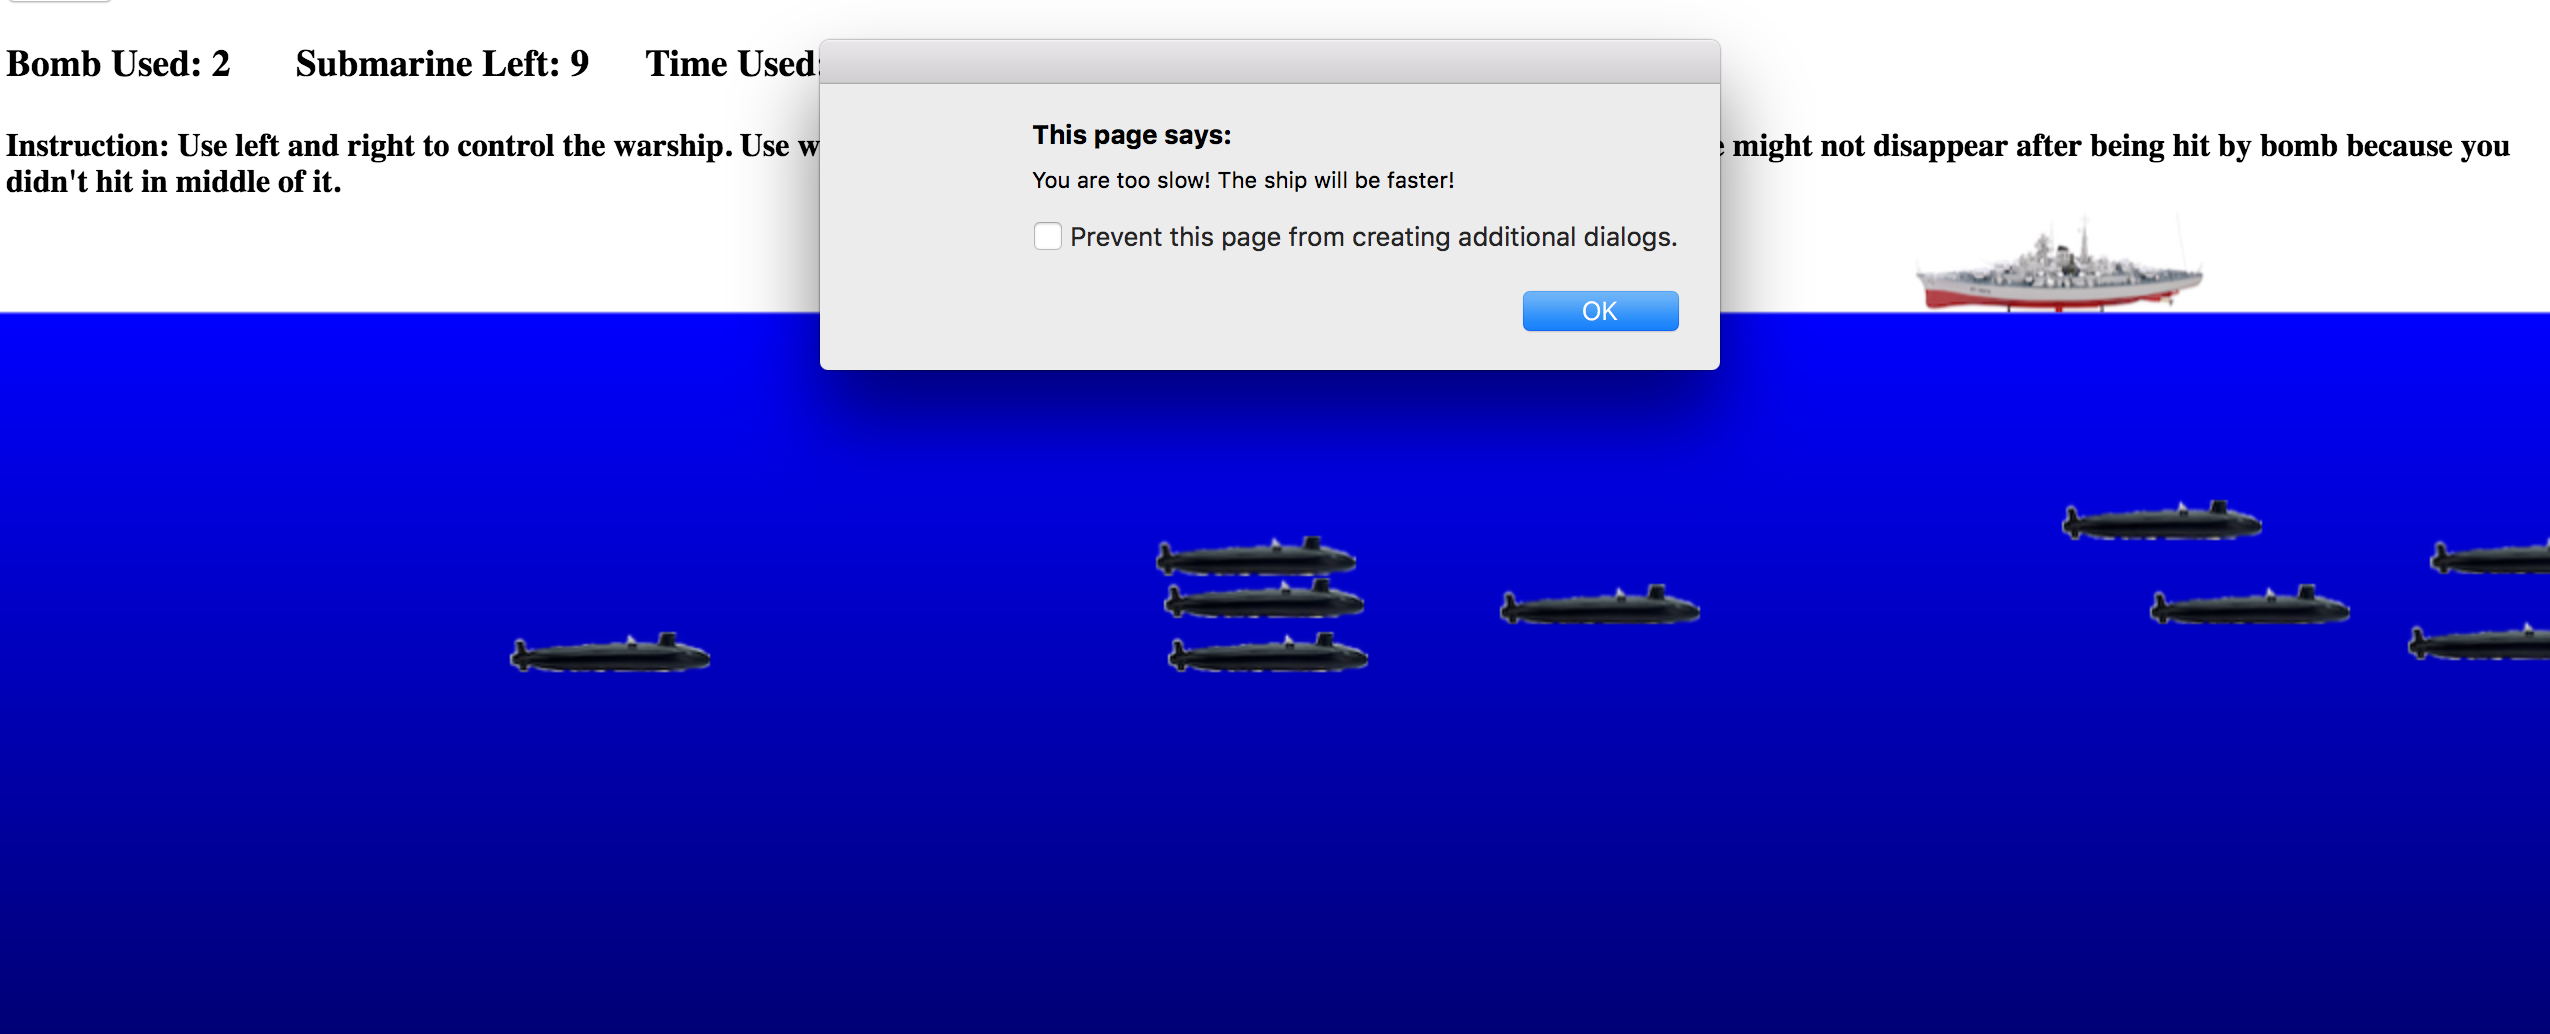 Bomb Used: 2 Submarine Left: 9 Time Used:
Instruction: Use left and right to control the warship. Use might not disappear after being hit by bomb because you
didn't hit in middle of it.
This page says:
You are too slow! The ship will be faster!
Prevent this page from creating additional dialogs.
OK